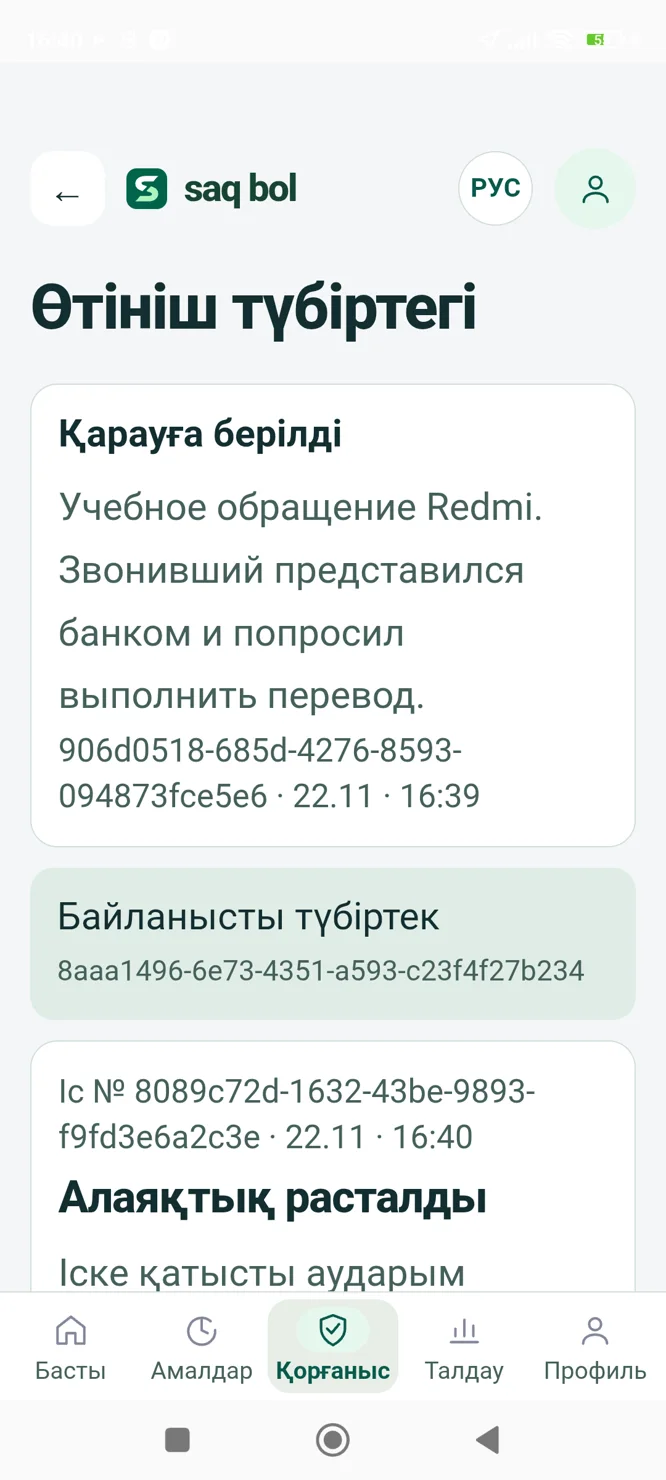 ←
saq bol
РУС
Өтініш түбіртегі
Қарауға берілді
Учебное обращение Redmi.
Звонивший представился
банком и попросил
выполнить перевод.
906d0518-685d-4276-8593-
094873fce5e6 · 22.11 · 16:39
Байланысты түбіртек
8aaa1496-6e73-4351-a593-c23f4f27b234
Іс № 8089c72d-1632-43be-9893-
f9fd3e6a2c3e · 22.11 · 16:40
Алаяқтық расталды
Іске қатысты аударым
Басты
Амалдар
Қорғаныс
Талдау
Профиль